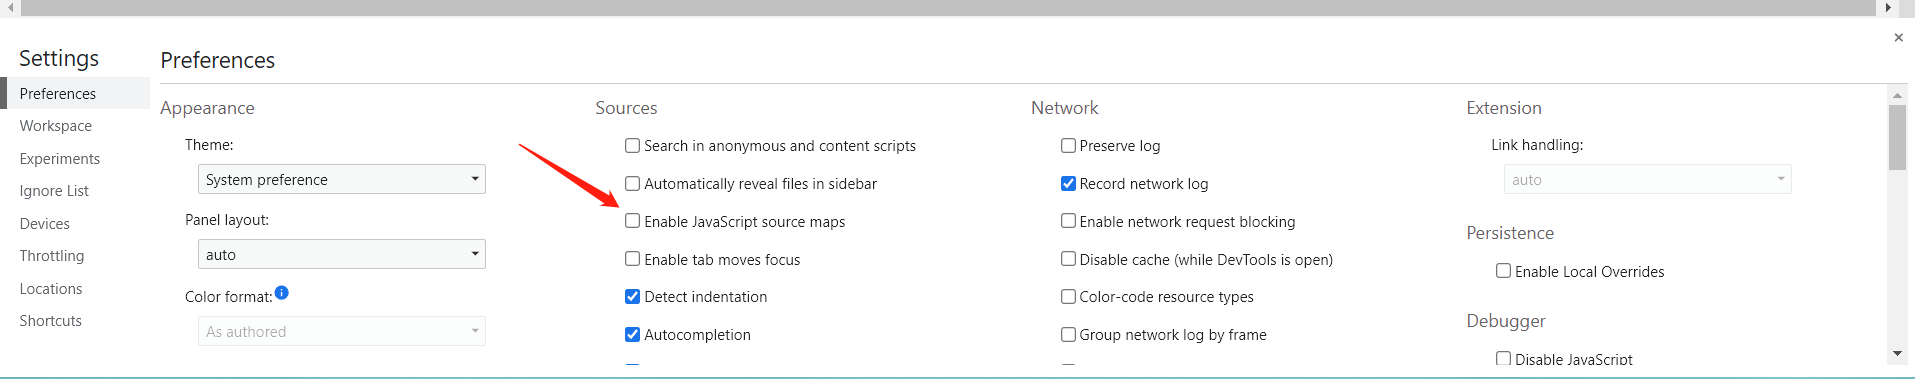 Settings
Preferences
Workspace
Experiments
Ignore List
Devices
Throttling
Locations
Shortcuts
Preferences
Appearance
Theme:
System preference
Panel layout:
auto
Color format:
As authored
Sources
Search in anonymous and content scripts
Automatically reveal files in sidebar
Enable JavaScript source maps
Enable tab moves focus
Detect indentation
Autocompletion
Network
Preserve log
Record network log
Enable network request blocking
Disable cache (while DevTools is open)
Color-code resource types
Group network log by frame
Extension
Link handling:
auto
Persistence
Enable Local Overrides
Debugger
Disable JavaScript